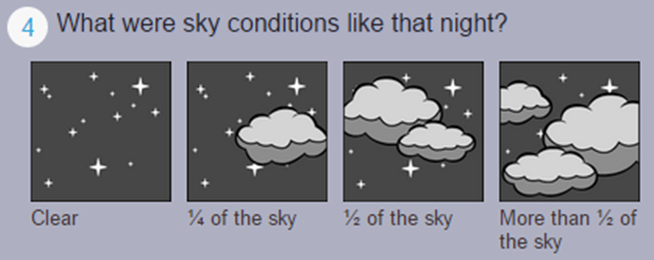 4 What were sky conditions like that night?
Clear
¼ of the sky
½ of the sky
More than ½ of
the sky